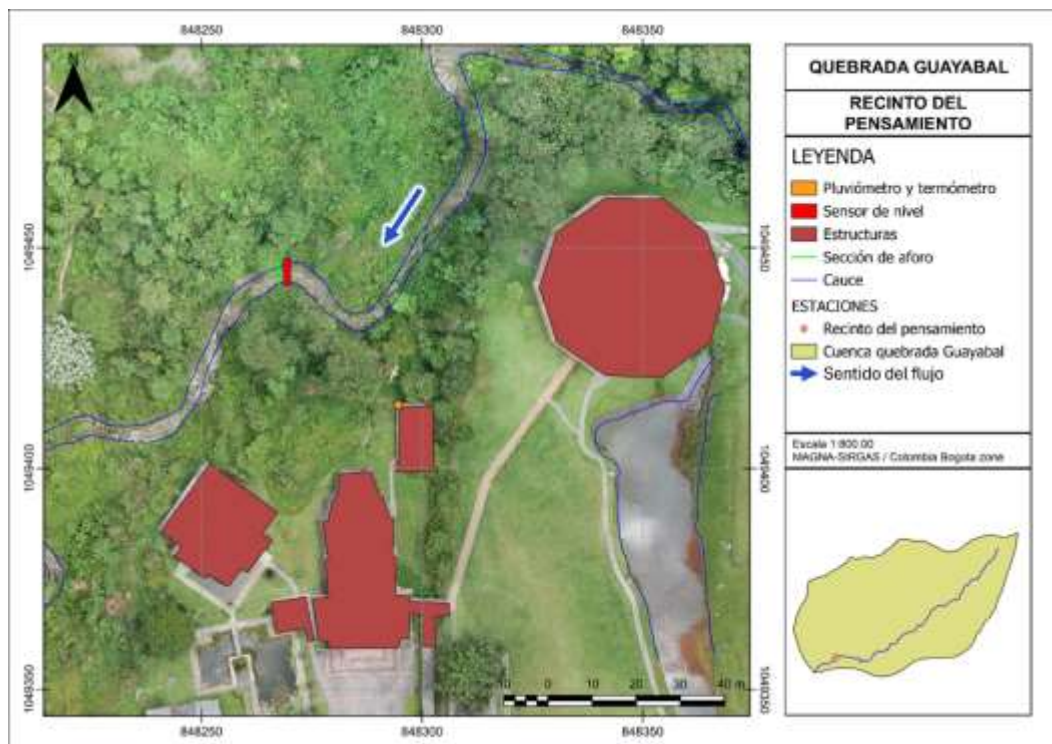 848250 848300 848350
N
1049450 1049450
1049400 1049400
1049350 1049350
10 0 10 20 30 40 m
848250 848300 848350
QUEBRADA GUAYABAL
RECINTO DEL
PENSAMIENTO
LEYENDA
Pluviómetro y termómetro
Sensor de nivel
Estructuras
Sección de aforo
Cauce
ESTACIONES
Recinto del pensamiento
Cuenca quebrada Guayabal
Sentido del flujo
Escala 1:800.00
MAGNA-SIRGAS / Colombia Bogota zone